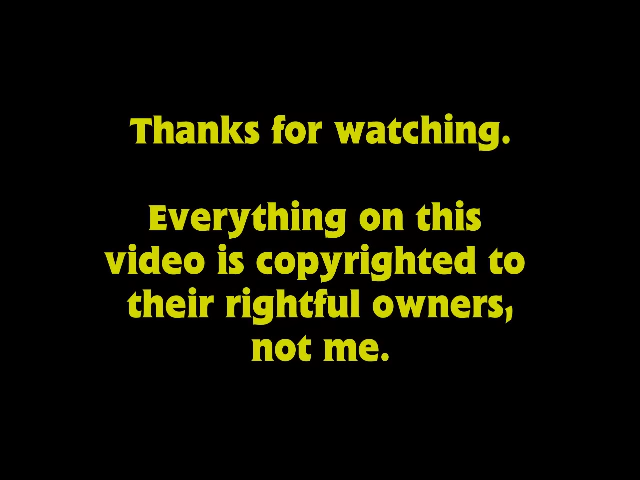 Thanks for watching.
Everything on this
video is copyrighted to
their rightful owners,
not me.